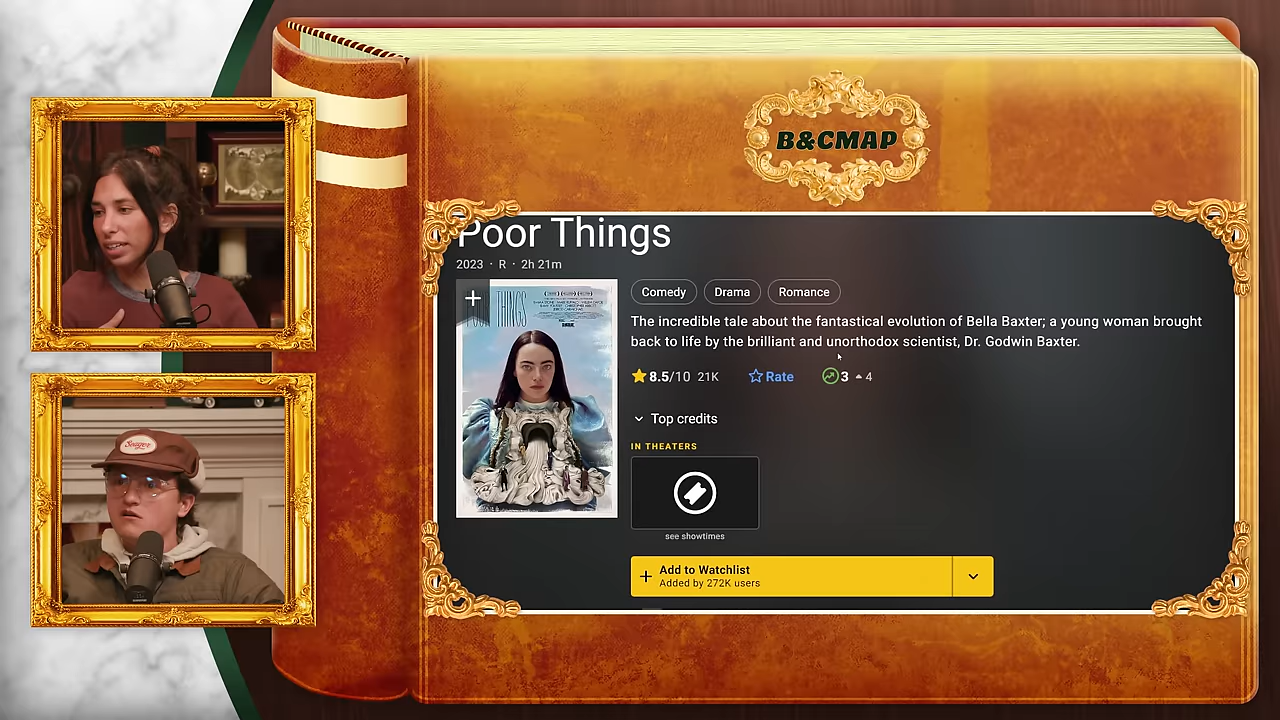 B&CMAP
Seager
Poor Things
2023 · R · 2h 21m
THINGS
Comedy
Drama
Romance
The incredible tale about the fantastical evolution of Bella Baxter; a young woman brought
back to life by the brilliant and unorthodox scientist, Dr. Godwin Baxter.
8.5/10 21K
Rate
3
4
Top credits
IN THEATERS
see showtimes
Add to Watchlist
Added by 272K users